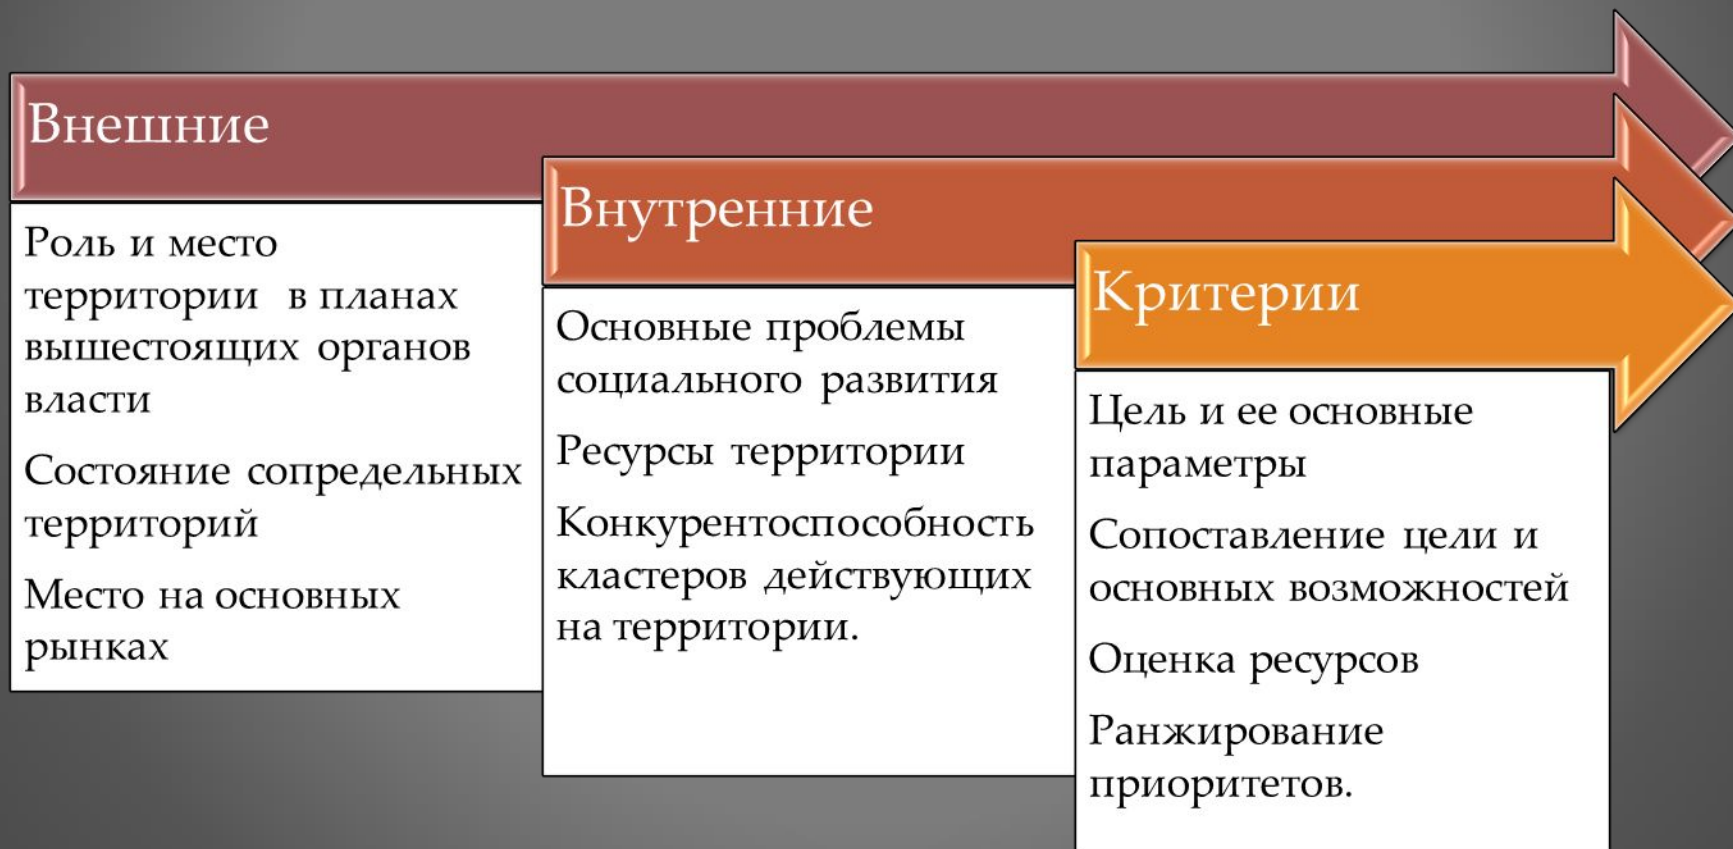 Внешние
Роль и место
территории в планах
вышестоящих органов
власти
Состояние сопредельных
территорий
Место на основных
рынках
Внутренние
Основные проблемы
социального развития
Ресурсы территории
Конкурентоспособность
кластеров действующих
на территории.
Критерии
Цель и ее основные
параметры
Сопоставление цели и
основных возможностей
Оценка ресурсов
Ранжирование
приоритетов.